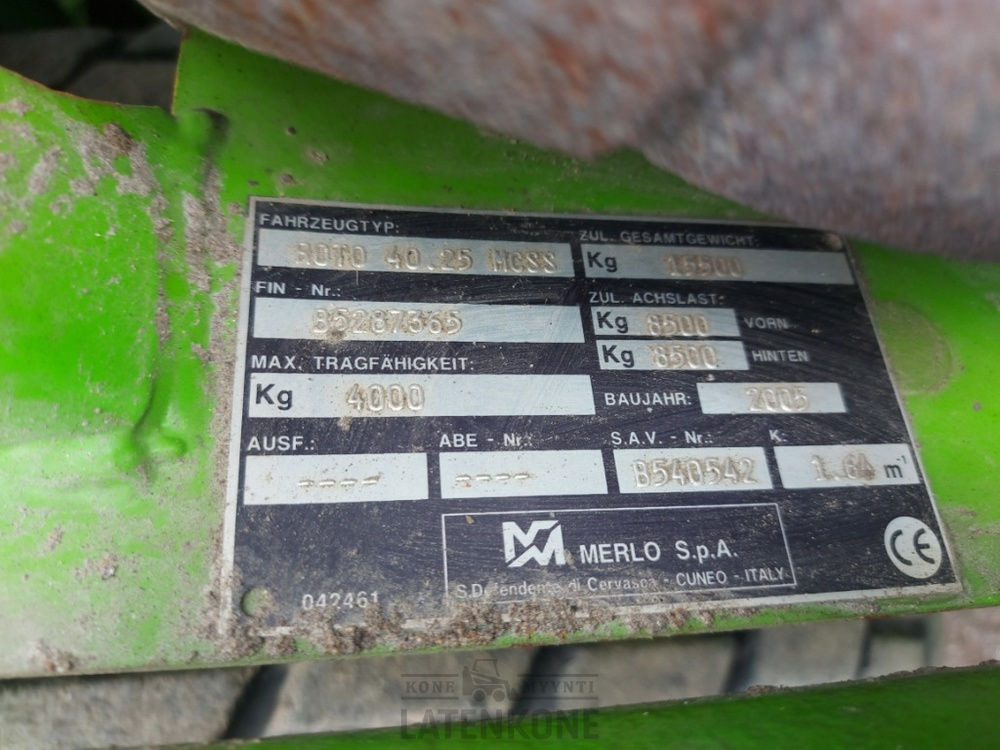 FAHRZEUGTYP:
ROTO 40.25 MCSS
ZUL. GESAMTGEWICHT:
Kg 15500
FIN - Nr.:
B5287365
ZUL. ACHSLAST:
Kg 8500 VORN
Kg 8500 HINTEN
MAX. TRAGFÄHIGKEIT:
Kg 4000
BAUJAHR: 2005
AUSF.:
----
ABE - Nr.:
----
S.A.V. - Nr.:
B540542
K:
1.64 m⁻¹
MERLO S.p.A.
S.Defendente di Cervasca - CUNEO - ITALY
042461
CE
KONE MYYNTI
LATENKONE